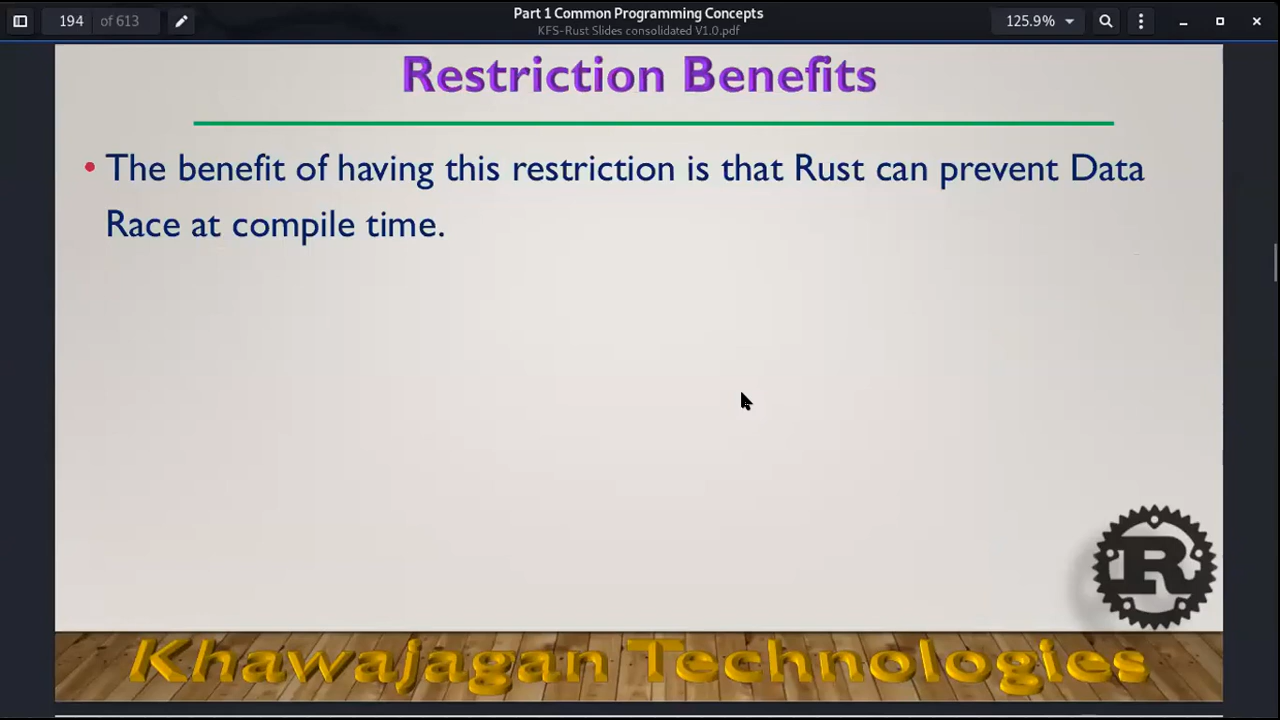 194 of 613
Part 1 Common Programming Concepts
KFS-Rust Slides consolidated V1.0.pdf
125.9%
Restriction Benefits
• The benefit of having this restriction is that Rust can prevent Data
Race at compile time.
R
Khawajagan Technologies